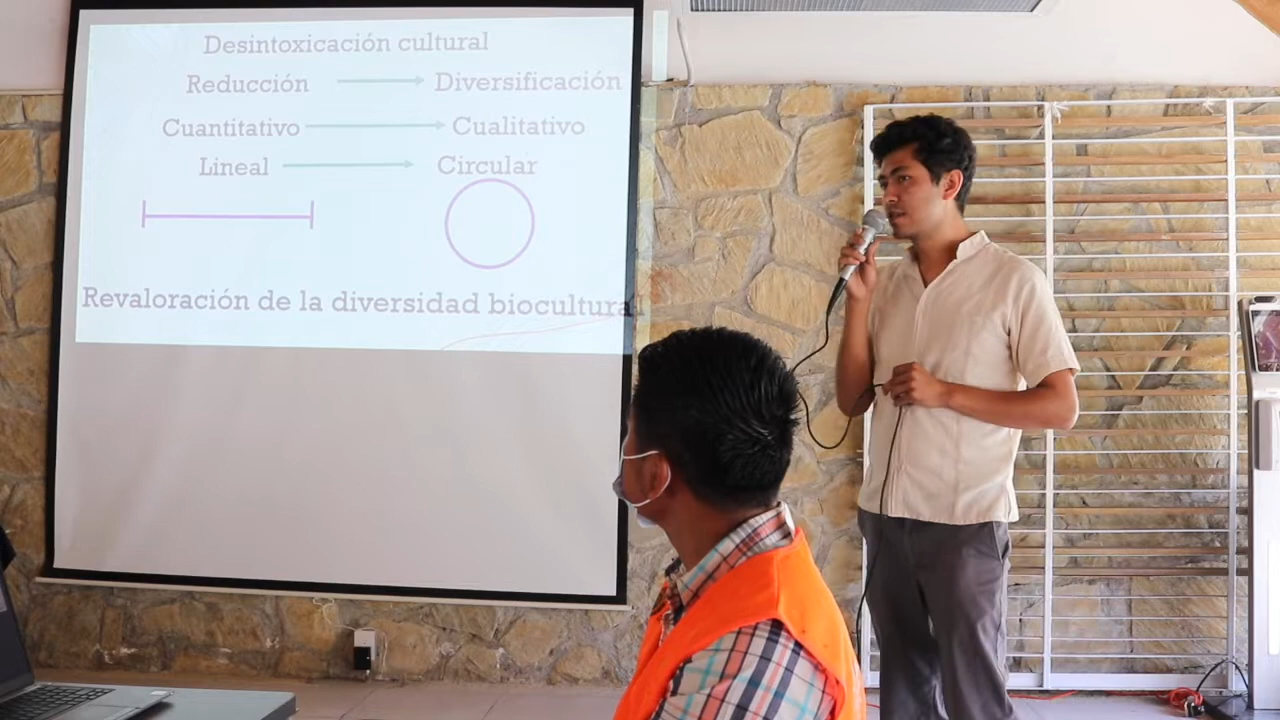 Desintoxicación cultural
Reducción → Diversificación
Cuantitativo → Cualitativo
Lineal → Circular
Revaloración de la diversidad biocultural